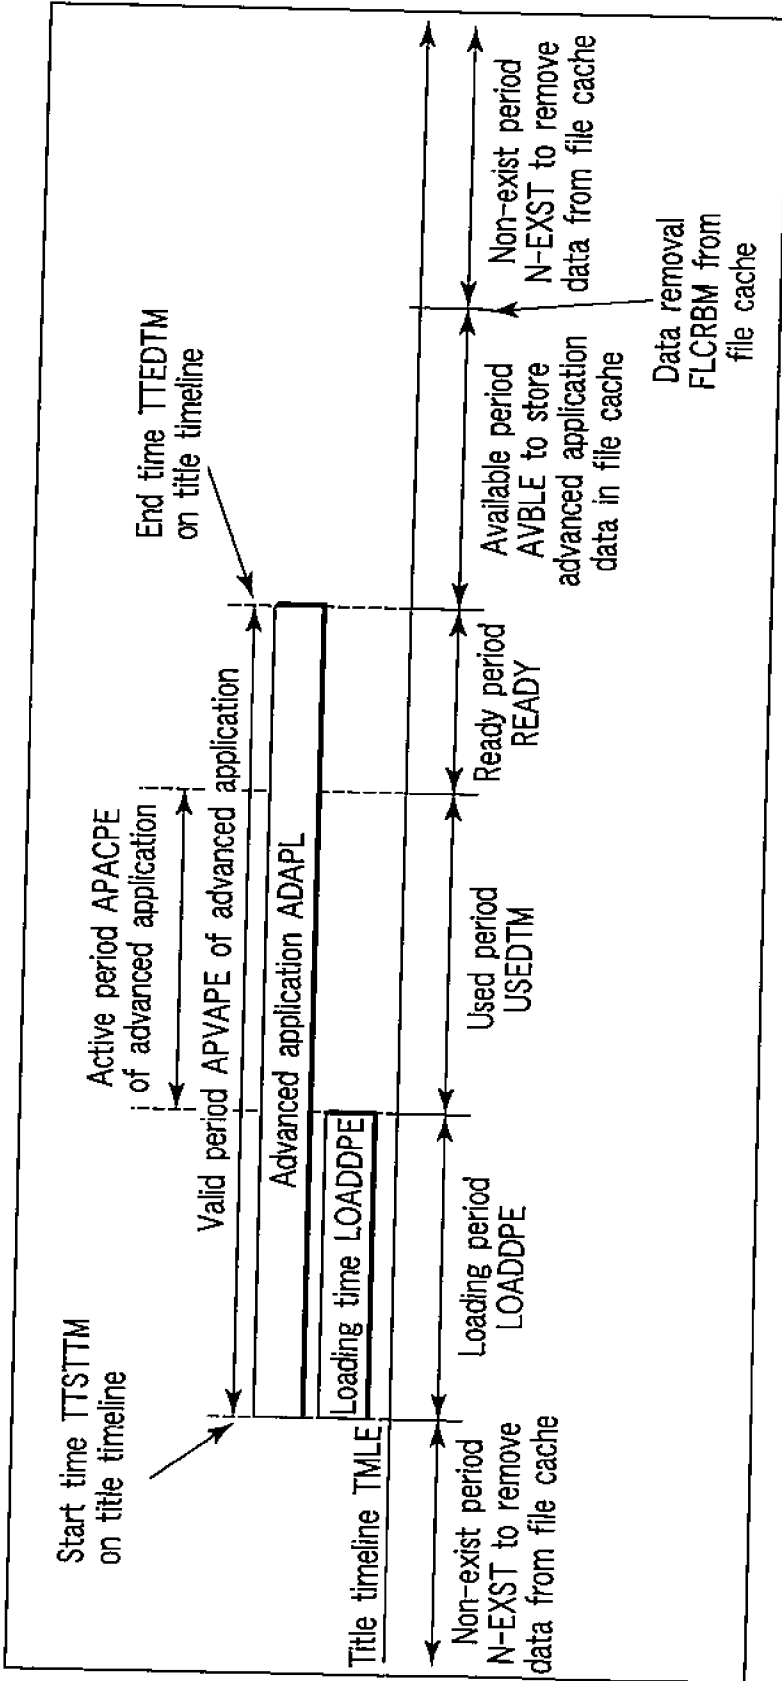 Start time TTSTTM
on title timeline
Active period APACPE
of advanced application
End time TTEDTM
on title timeline
Valid period APVAPE of advanced application
Advanced application ADAPL
Loading time LOADDPE
Title timeline TMLE
Non-exist period
N-EXST to remove
data from file cache
Loading period
LOADDPE
Used period
USEDTM
Ready period
READY
Available period
AVBLE to store
advanced application
data in file cache
Non-exist period
N-EXST to remove
data from file cache
Data removal
FLCRBM from
file cache